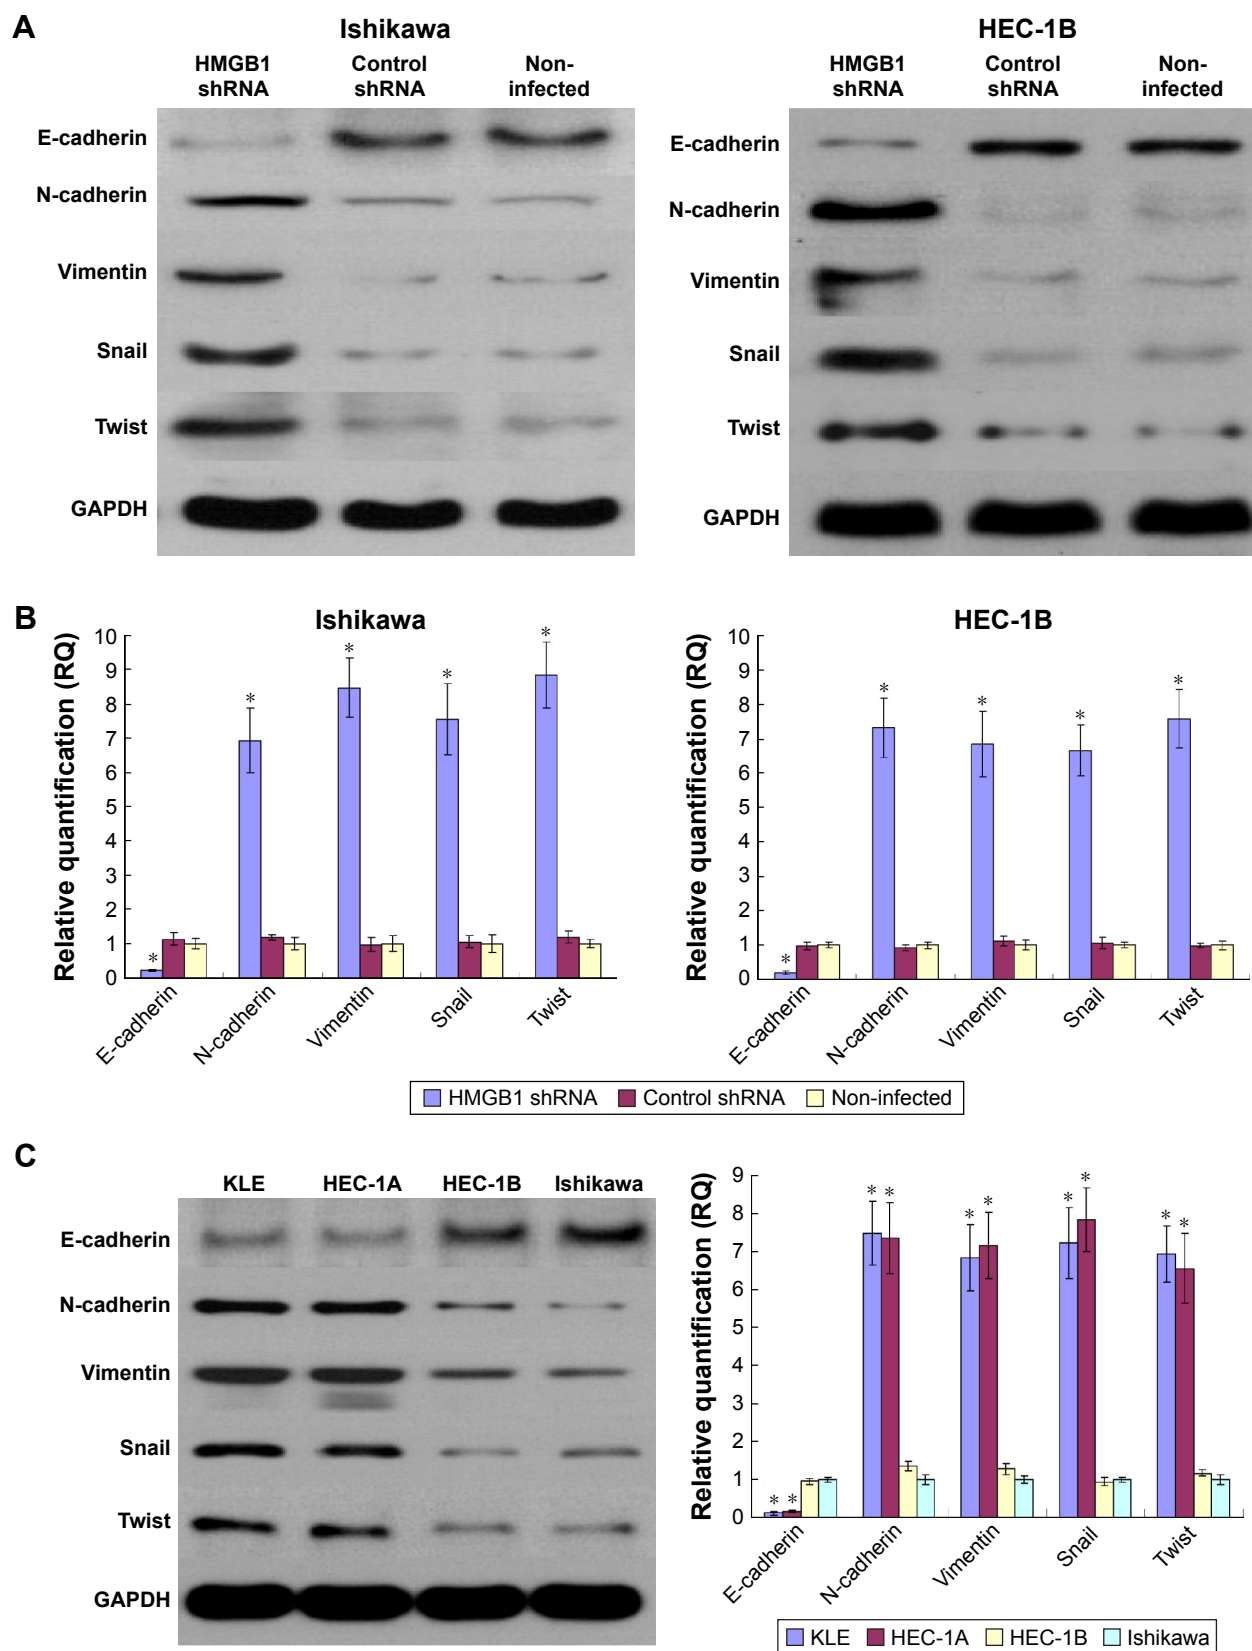 A
Ishikawa
HEC-1B
HMGB1 shRNA
Control shRNA
Non-infected
HMGB1 shRNA
Control shRNA
Non-infected
E-cadherin
N-cadherin
Vimentin
Snail
Twist
GAPDH
E-cadherin
N-cadherin
Vimentin
Snail
Twist
GAPDH
B
Ishikawa
Relative quantification (RQ)
10
9
8
7
6
5
4
3
2
1
0
*
*
*
*
*
E-cadherin
N-cadherin
Vimentin
Snail
Twist
HEC-1B
Relative quantification (RQ)
10
9
8
7
6
5
4
3
2
1
0
*
*
*
*
*
E-cadherin
N-cadherin
Vimentin
Snail
Twist
HMGB1 shRNA Control shRNA Non-infected
C
KLE HEC-1A HEC-1B Ishikawa
E-cadherin
N-cadherin
Vimentin
Snail
Twist
GAPDH
Relative quantification (RQ)
9
8
7
6
5
4
3
2
1
0
* *
* *
* *
* *
* *
E-cadherin
N-cadherin
Vimentin
Snail
Twist
KLE HEC-1A HEC-1B Ishikawa